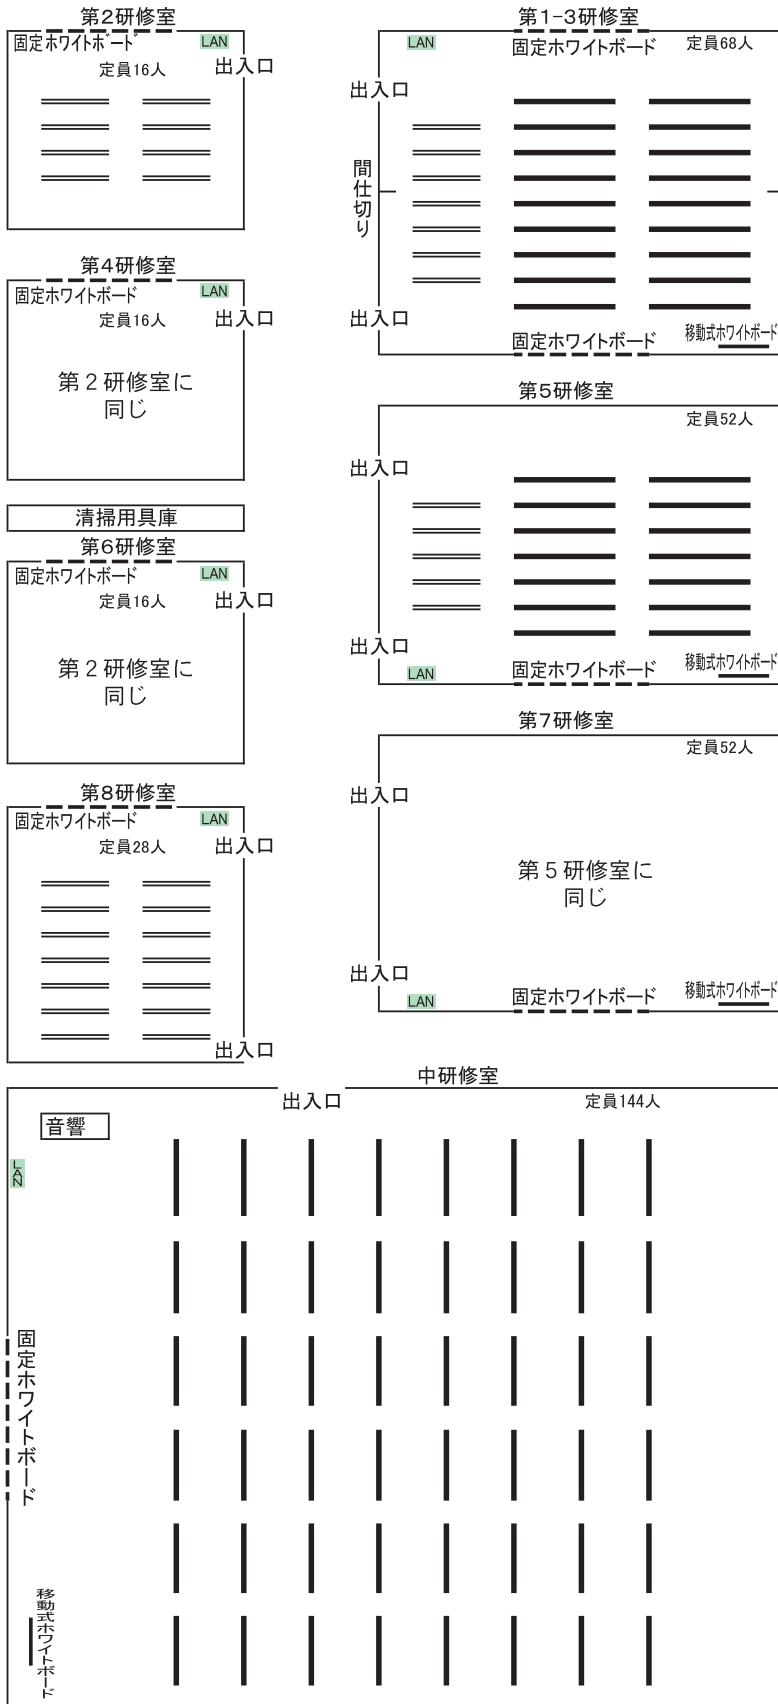 第2研修室
固定ホワイトボード
LAN
定員16人
出入口
第4研修室
固定ホワイトボード
LAN
定員16人
出入口
第２研修室に
同じ
清掃用具庫
第6研修室
固定ホワイトボード
LAN
定員16人
出入口
第２研修室に
同じ
第8研修室
固定ホワイトボード
LAN
定員28人
出入口
出入口
第1-3研修室
LAN
固定ホワイトボード
定員68人
出入口
間仕切り
出入口
固定ホワイトボード
移動式ホワイトボード
第5研修室
定員52人
出入口
出入口
LAN
固定ホワイトボード
移動式ホワイトボード
第7研修室
定員52人
出入口
第５研修室に
同じ
出入口
LAN
固定ホワイトボード
移動式ホワイトボード
中研修室
出入口
定員144人
音響
LAN
固定ホワイトボード
移動式ホワイトボード